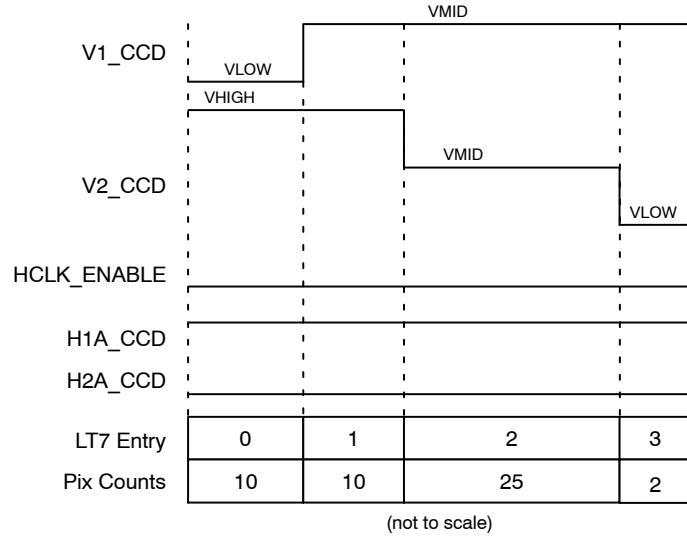 VMID
V1_CCD
VLOW
VHIGH
VMID
V2_CCD
VLOW
HCLK_ENABLE
H1A_CCD
H2A_CCD
LT7 Entry 0 1 2 3
Pix Counts 10 10 25 2
(not to scale)